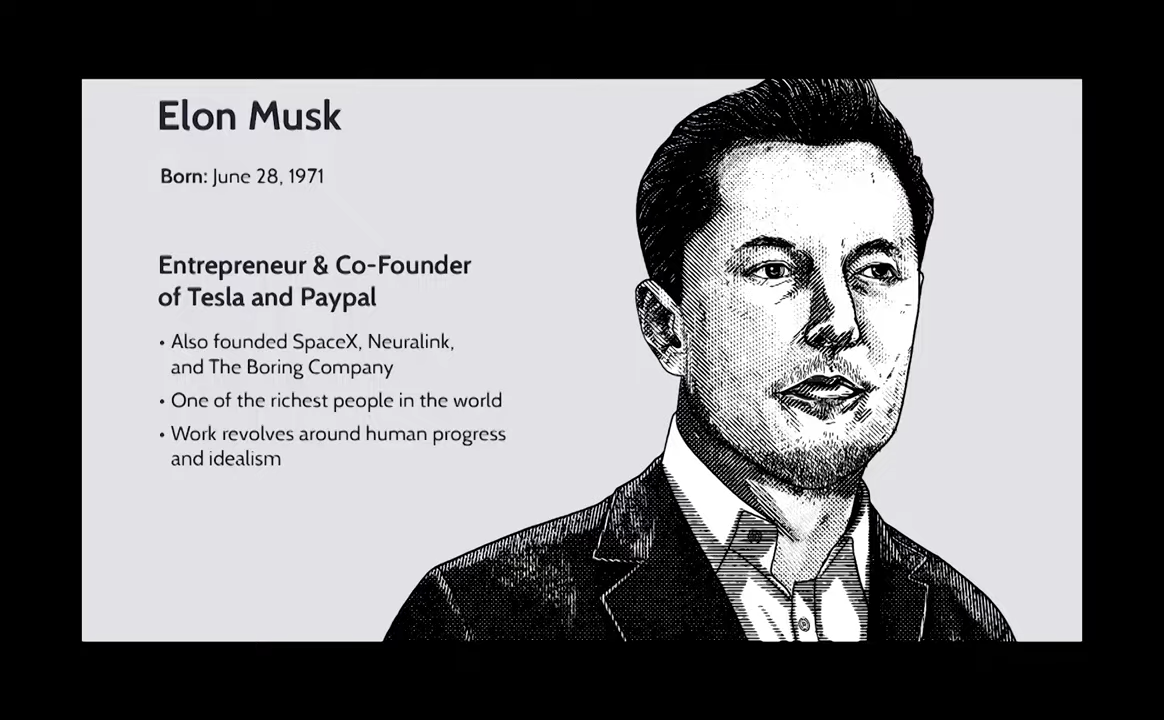 Elon Musk
Born: June 28, 1971
Entrepreneur & Co-Founder
of Tesla and Paypal
• Also founded SpaceX, Neuralink,
and The Boring Company
• One of the richest people in the world
• Work revolves around human progress
and idealism